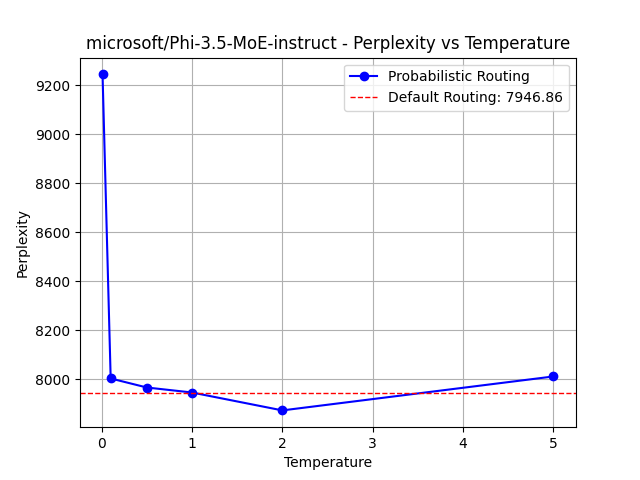 microsoft/Phi-3.5-MoE-instruct - Perplexity vs Temperature
Probabilistic Routing
Default Routing: 7946.86
9200
9000
8800
8600
8400
8200
8000
Perplexity
0 1 2 3 4 5
Temperature